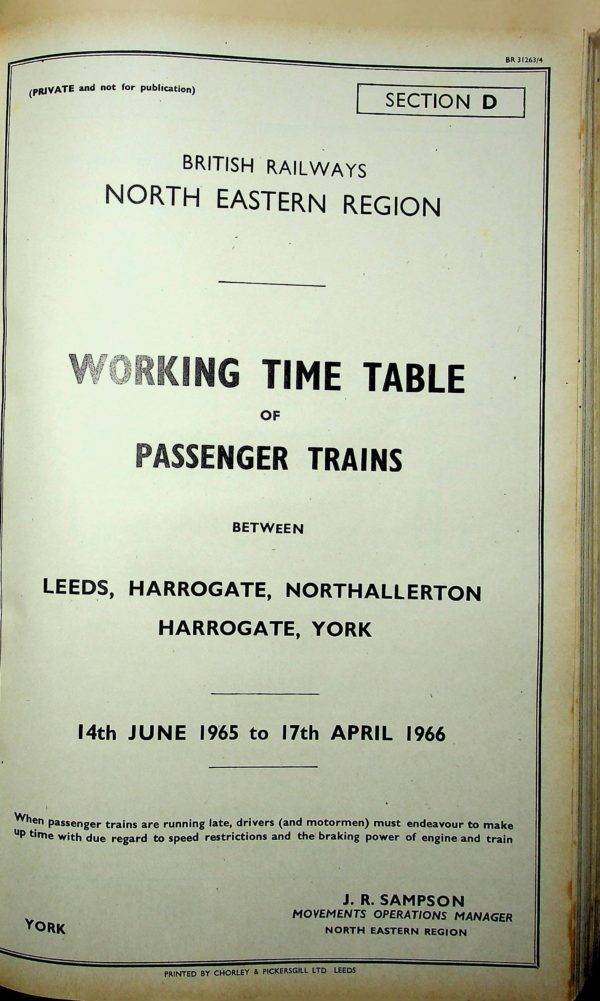 BR 31263/4
(PRIVATE and not for publication)
SECTION D
BRITISH RAILWAYS
NORTH EASTERN REGION
WORKING TIME TABLE
OF
PASSENGER TRAINS
BETWEEN
LEEDS, HARROGATE, NORTHALLERTON
HARROGATE, YORK
14th JUNE 1965 to 17th APRIL 1966
When passenger trains are running late, drivers (and motormen) must endeavour to make
up time with due regard to speed restrictions and the braking power of engine and train
J. R. SAMPSON
MOVEMENTS OPERATIONS MANAGER
NORTH EASTERN REGION
YORK
PRINTED BY CHORLEY & PICKERSGILL LTD LEEDS